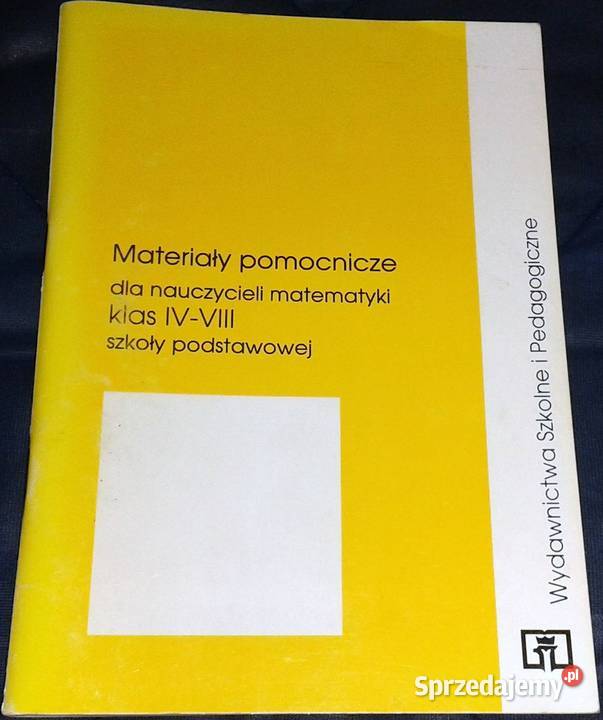 Materiały pomocnicze
dla nauczycieli matematyki
klas IV-VIII
szkoły podstawowej
Wydawnictwa Szkolne i Pedagogiczne
Sprzedajemy.pl